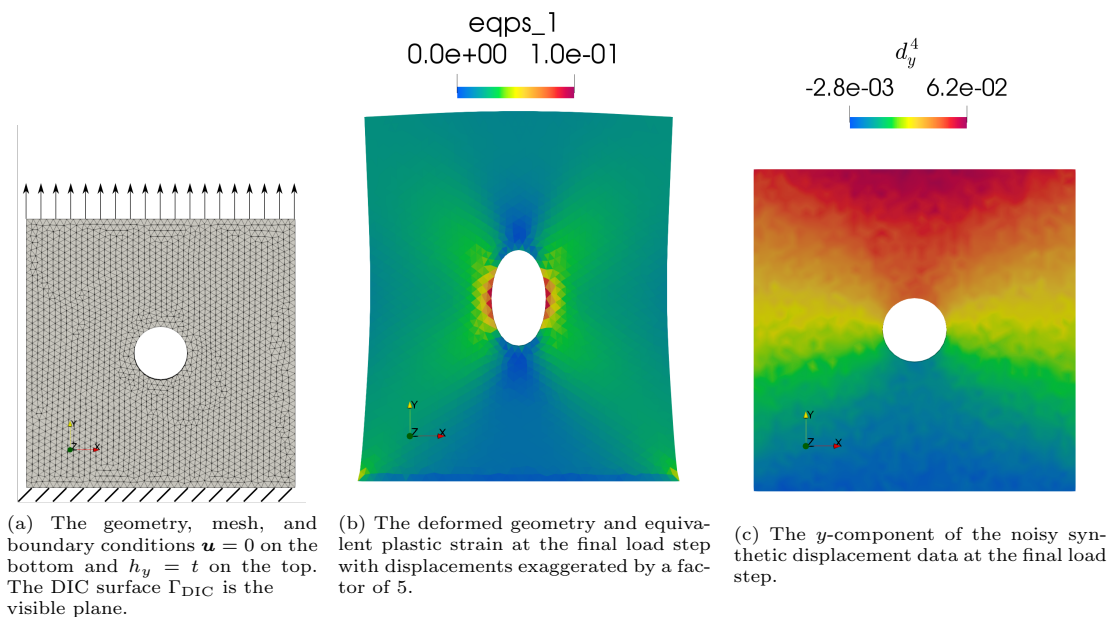 eqps_1
0.0e+00 1.0e-01
d_y^4
-2.8e-03 6.2e-02
Y
Z
X
Y
Z
X
Y
Z
X
(a) The geometry, mesh, and
boundary conditions u = 0 on the
bottom and h_y = t on the top.
The DIC surface Γ_DIC is the
visible plane.
(b) The deformed geometry and equiva-
lent plastic strain at the final load step
with displacements exaggerated by a fac-
tor of 5.
(c) The y-component of the noisy syn-
thetic displacement data at the final load
step.